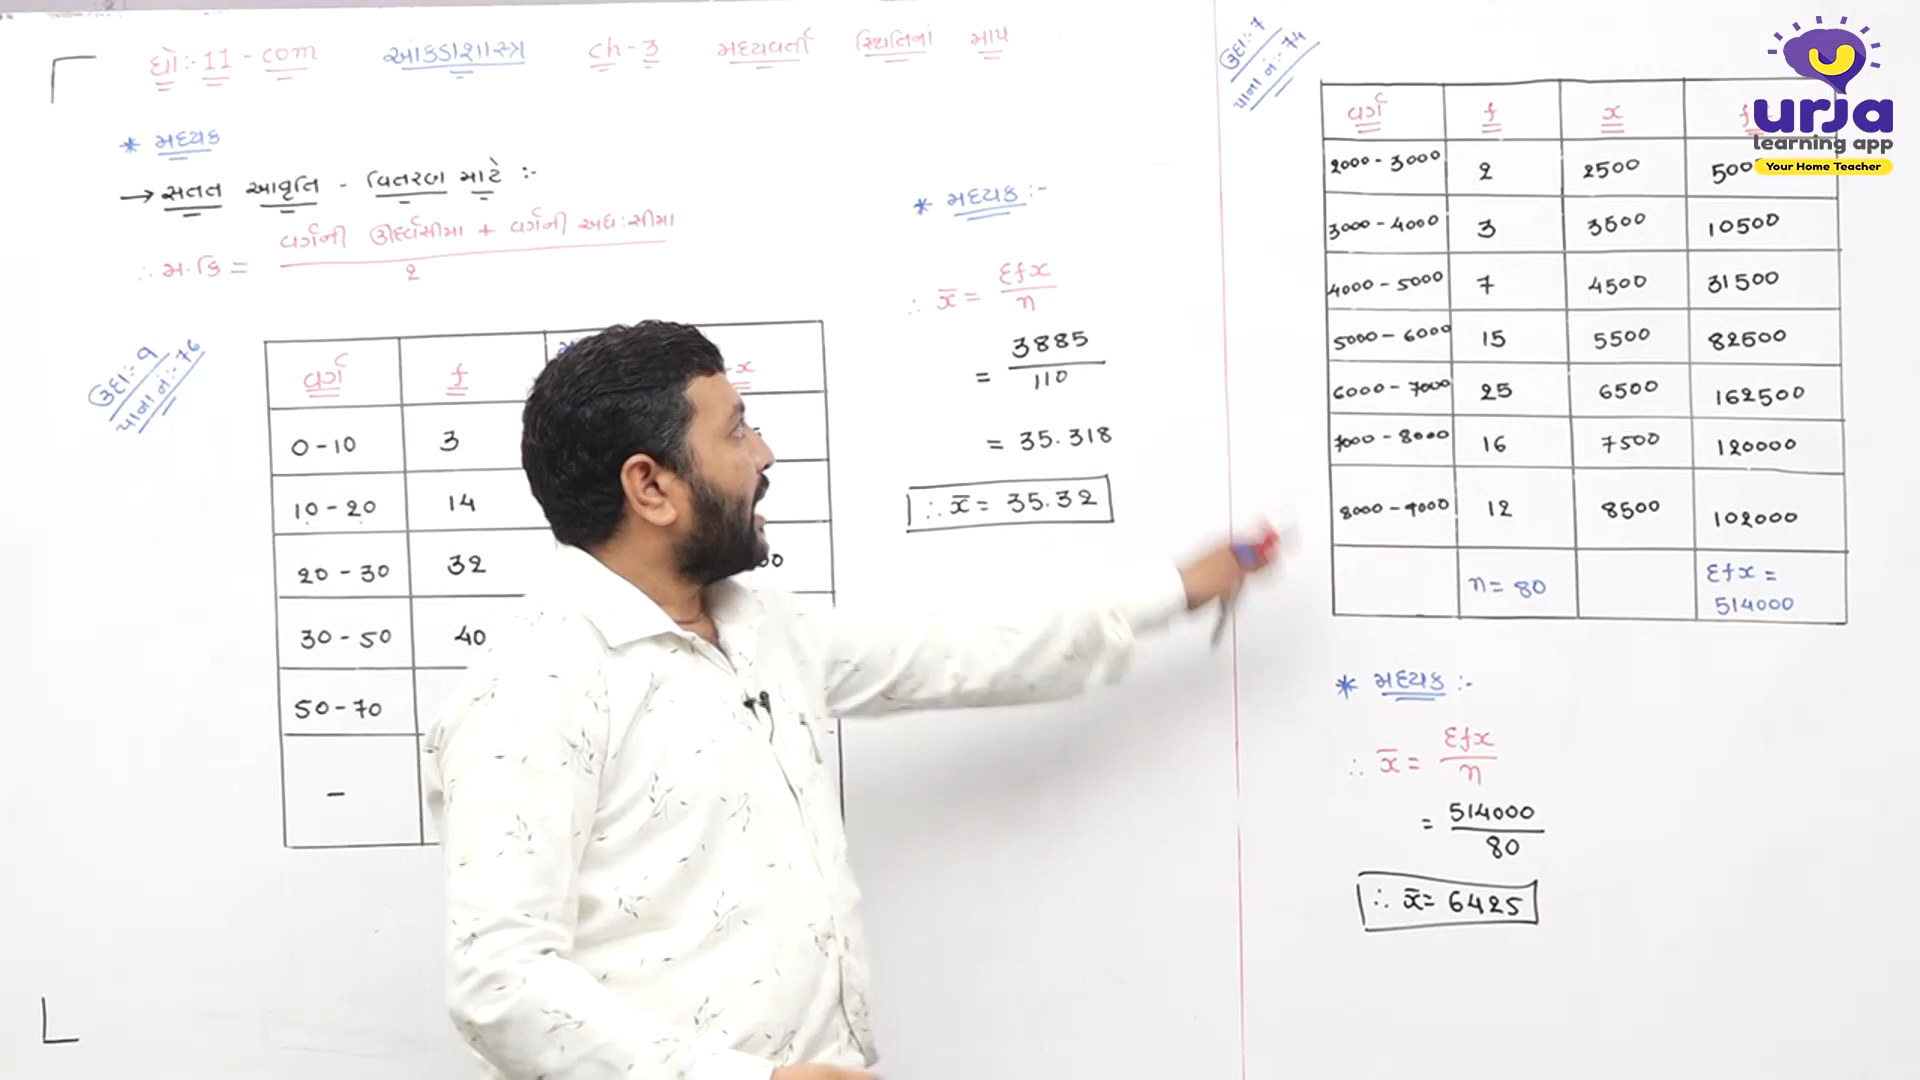 ધો:- 11 - com આંકડાશાસ્ત્ર ch-3 મધ્યવર્તી સ્થિતિનાં માપ
* મધ્યક
→ સતત આવૃત્તિ - વિતરણ માટે :-
∴ મ.કિં = વર્ગની ઊર્ધ્વસીમા + વર્ગની અધ:સીમા
2
ઉદા:- 9
પાના નં:- 76
વર્ગ f x
0-10 3
10-20 14
20-30 32
30-50 40
50-70
-
* મધ્યક :-
∴ x̄ = Σfx
n
= 3885
110
= 35.318
∴ x̄ = 35.32
ઉદા:- 7
પાના નં:- 74
વર્ગ f x f
2000-3000 2 2500 500
3000-4000 3 3500 10500
4000-5000 7 4500 31500
5000-6000 15 5500 82500
6000-7000 25 6500 162500
7000-8000 16 7500 120000
8000-9000 12 8500 102000
n = 80 Σfx =
514000
* મધ્યક :-
∴ x̄ = Σfx
n
= 514000
80
∴ x̄ = 6425
urja
learning app
Your Home Teacher